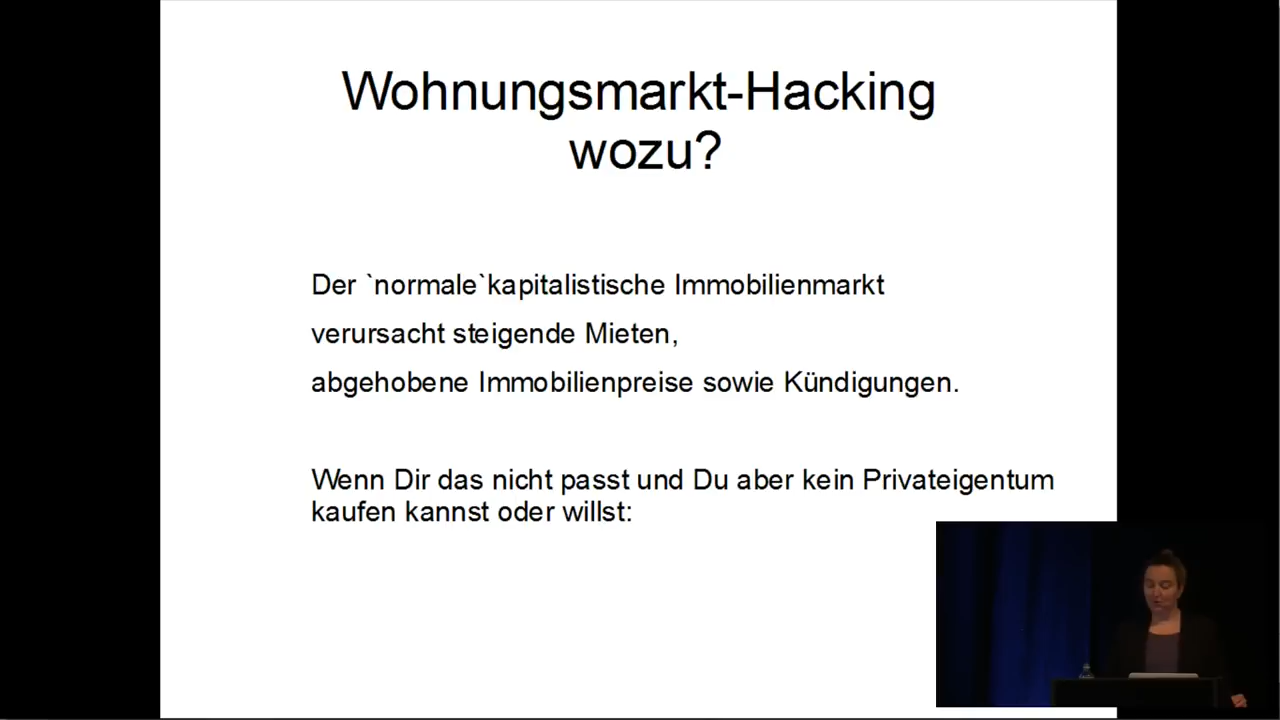 Wohnungsmarkt-Hacking
wozu?
Der `normale`kapitalistische Immobilienmarkt
verursacht steigende Mieten,
abgehobene Immobilienpreise sowie Kündigungen.
Wenn Dir das nicht passt und Du aber kein Privateigentum
kaufen kannst oder willst: